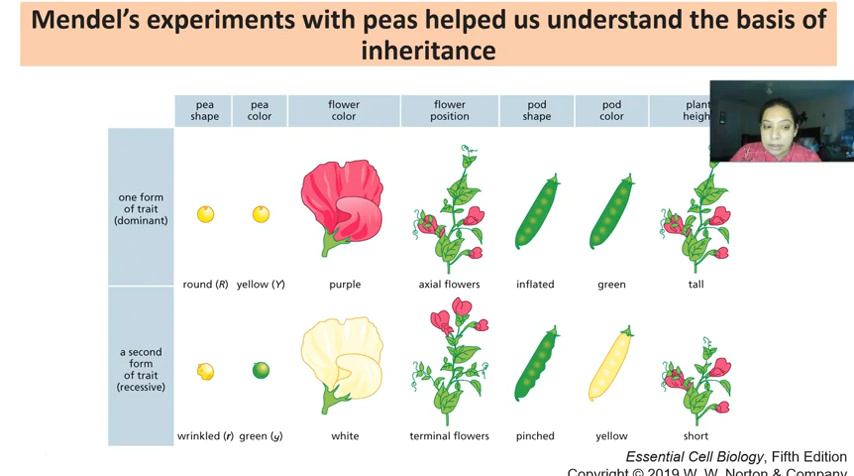 Mendel's experiments with peas helped us understand the basis of
inheritance
pea
shape
pea
color
flower
color
flower
position
pod
shape
pod
color
plant
heigh
one form
of trait
(dominant)
round (R)
yellow (Y)
purple
axial flowers
inflated
green
tall
a second
form
of trait
(recessive)
wrinkled (r)
green (y)
white
terminal flowers
pinched
yellow
short
Essential Cell Biology, Fifth Edition
Copyright © 2019 W. W. Norton & Company